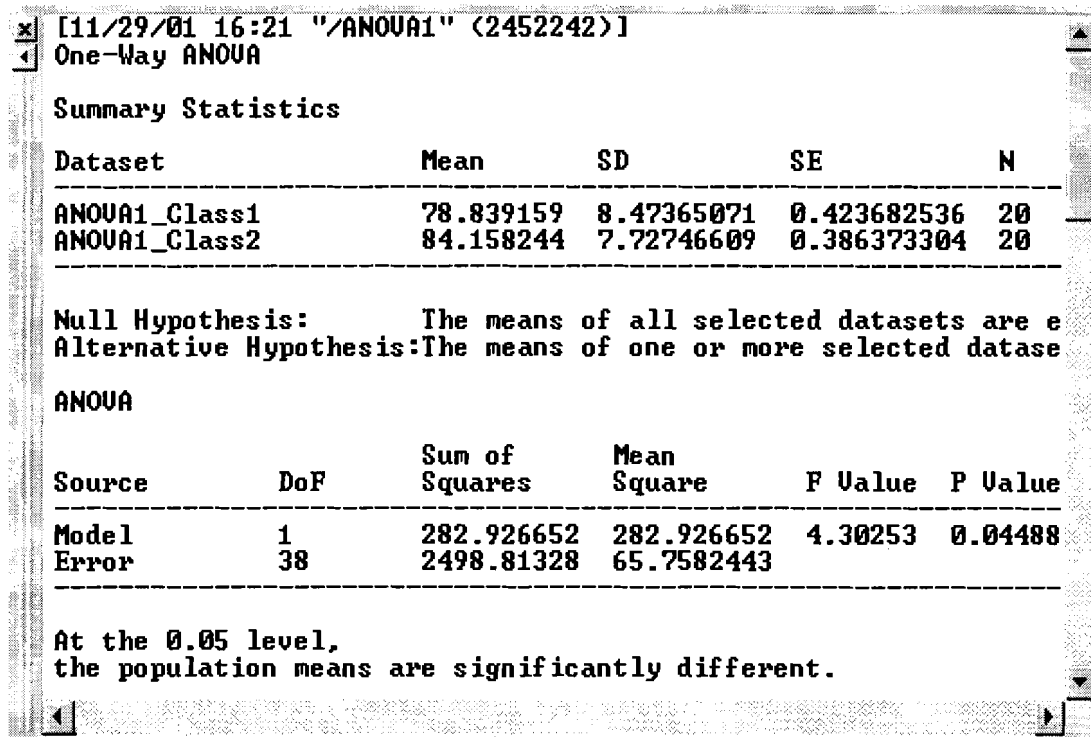 [11/29/01 16:21 "/ANOVA1" (2452242)]
One-Way ANOVA
Summary Statistics
Dataset Mean SD SE N
ANOVA1_Class1 78.839159 8.47365071 0.423682536 20
ANOVA1_Class2 84.158244 7.72746609 0.386373304 20
Null Hypothesis: The means of all selected datasets are e
Alternative Hypothesis:The means of one or more selected datase
ANOVA
Sum of Mean
Source DoF Squares Square F Value P Value
Model 1 282.926652 282.926652 4.30253 0.04488
Error 38 2498.81328 65.7582443
At the 0.05 level,
the population means are significantly different.